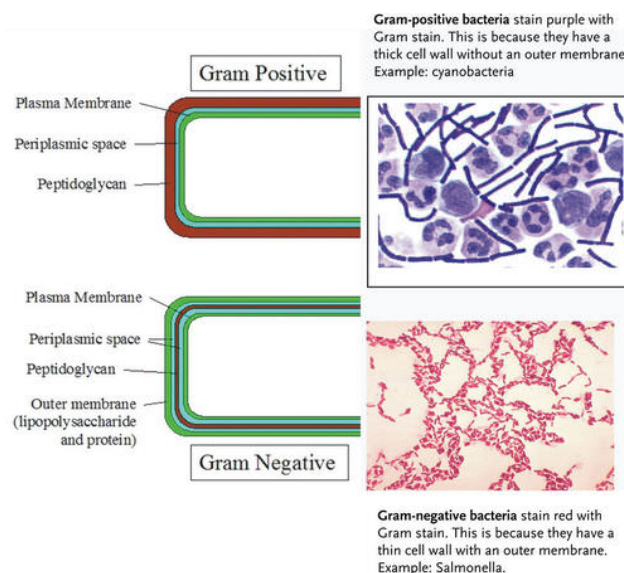 Gram-positive bacteria stain purple with
Gram stain. This is because they have a
thick cell wall without an outer membrane
Example: cyanobacteria
Gram Positive
Plasma Membrane
Periplasmic space
Peptidoglycan
Plasma Membrane
Periplasmic space
Peptidoglycan
Outer membrane
(lipopolysaccharide
and protein)
Gram Negative
Gram-negative bacteria stain red with
Gram stain. This is because they have a
thin cell wall with an outer membrane.
Example: Salmonella.